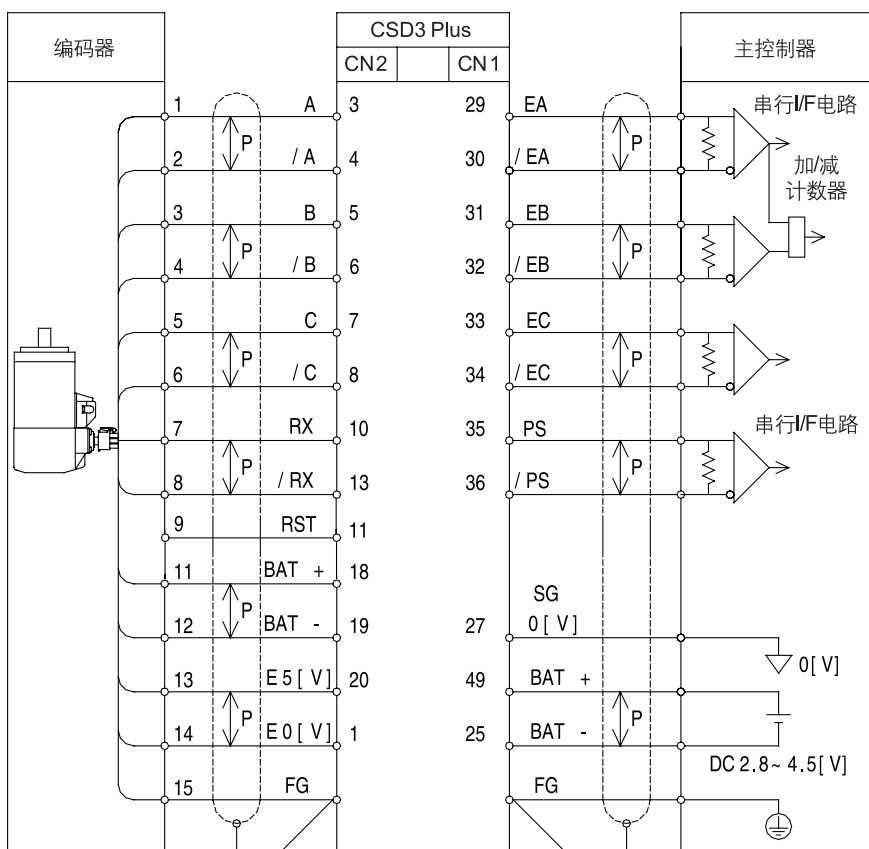 编码器
CSD3 Plus
CN2 CN1
主控制器
1 A 3 29 EA 串行I/F电路
P P
2 / A 4 30 / EA 加/减
计数器
3 B 5 31 EB
P P
4 / B 6 32 / EB
5 C 7 33 EC
P P
6 / C 8 34 / EC
7 RX 10 35 PS 串行I/F电路
P P
8 / RX 13 36 / PS
9 RST 11
11 BAT + 18
P SG
12 BAT - 19 27 0 [ V ]
0[ V]
13 E 5 [ V ] 20 49 BAT +
P P
14 E 0 [ V ] 1 25 BAT -
DC 2.8~ 4.5[ V]
15 FG FG